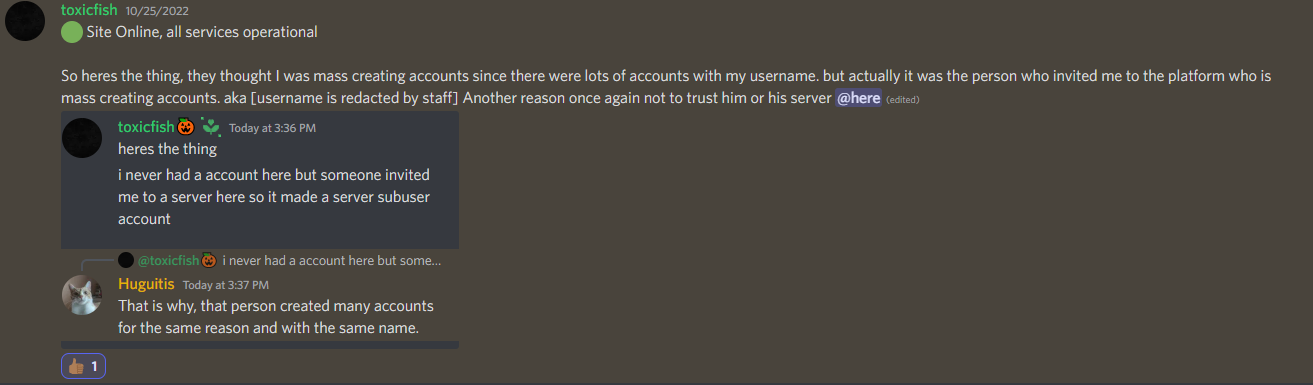 toxicfish 10/25/2022
Site Online, all services operational
So heres the thing, they thought I was mass creating accounts since there were lots of accounts with my username. but actually it was the person who invited me to the platform who is
mass creating accounts. aka [username is redacted by staff] Another reason once again not to trust him or his server @here (edited)
toxicfish Today at 3:36 PM
heres the thing
i never had a account here but someone invited
me to a server here so it made a server subuser
account
@toxicfish i never had a account here but some...
Huguitis Today at 3:37 PM
That is why, that person created many accounts
for the same reason and with the same name.
1